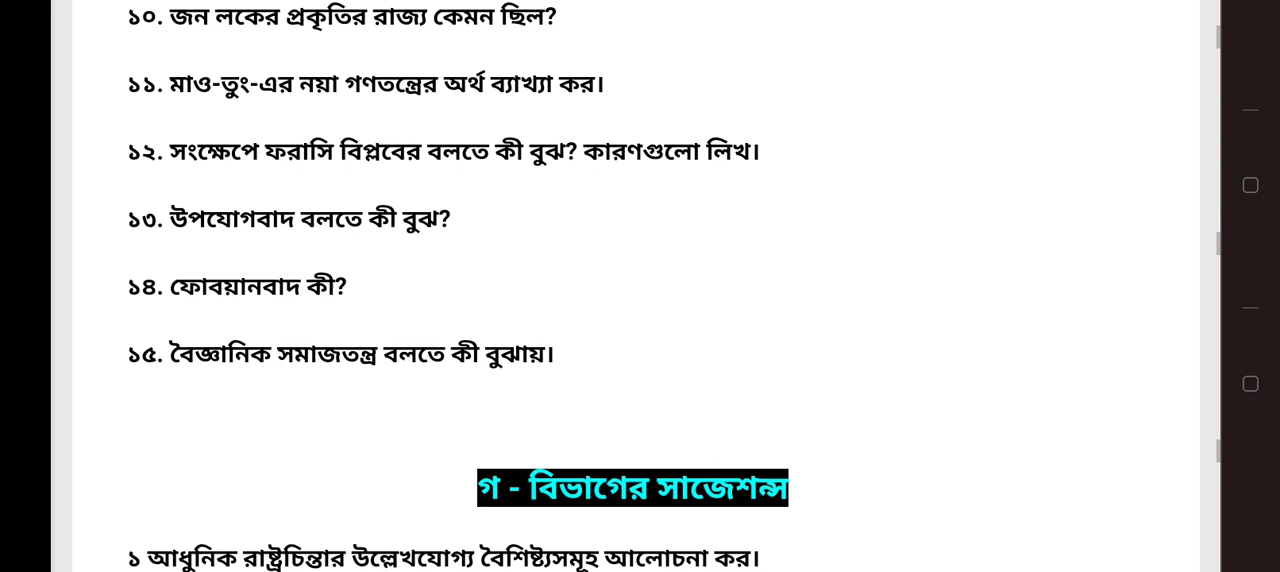 ১০. জন লকের প্রকৃতির রাজ্য কেমন ছিল?
১১. মাও-তুং-এর নয়া গণতন্ত্রের অর্থ ব্যাখ্যা কর।
১২. সংক্ষেপে ফরাসি বিপ্লবের বলতে কী বুঝ? কারণগুলো লিখ।
১৩. উপযোগবাদ বলতে কী বুঝ?
১৪. ফোবয়ানবাদ কী?
১৫. বৈজ্ঞানিক সমাজতন্ত্র বলতে কী বুঝায়।
গ - বিভাগের সাজেশন্স
১ আধুনিক রাষ্ট্রচিন্তার উল্লেখযোগ্য বৈশিষ্ট্যসমূহ আলোচনা কর।